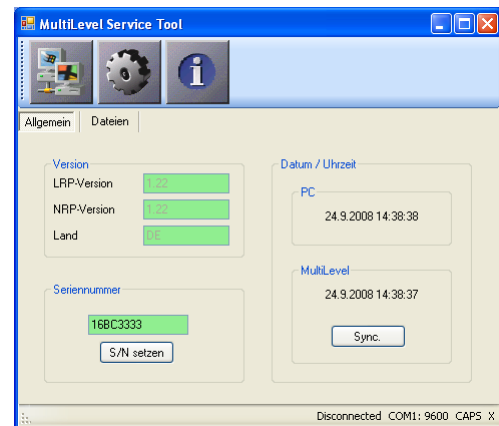 MultiLevel Service Tool
Allgemein Dateien
Version
LRP-Version 1.22
NRP-Version 1.22
Land DE
Seriennummer
16BC3333
S/N setzen
Datum / Uhrzeit
PC
24.9.2008 14:38:38
MultiLevel
24.9.2008 14:38:37
Sync.
Disconnected COM1: 9600 CAPS X